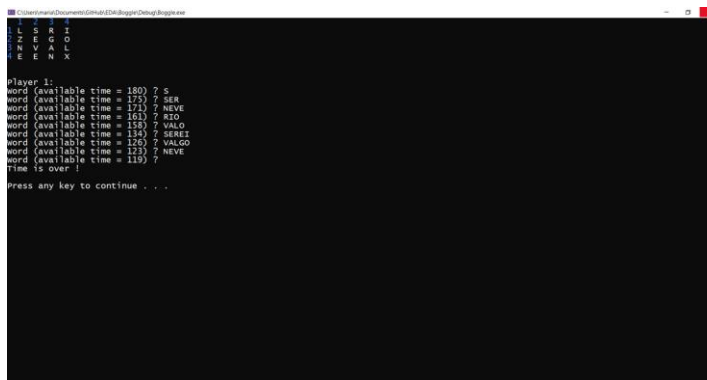 C:\Users\maria\Documents\GitHub\EDA\Boggle\Debug\Boggle.exe
1 2 3 4
1 L S R I
2 Z E G O
3 N V A L
4 E E N X
Player 1:
Word (available time = 180) ? S
Word (available time = 175) ? SER
Word (available time = 171) ? NEVE
Word (available time = 161) ? RIO
Word (available time = 158) ? VALO
Word (available time = 134) ? SEREI
Word (available time = 126) ? VALGO
Word (available time = 123) ? NEVE
Word (available time = 119) ?
Time is over !
Press any key to continue . . .